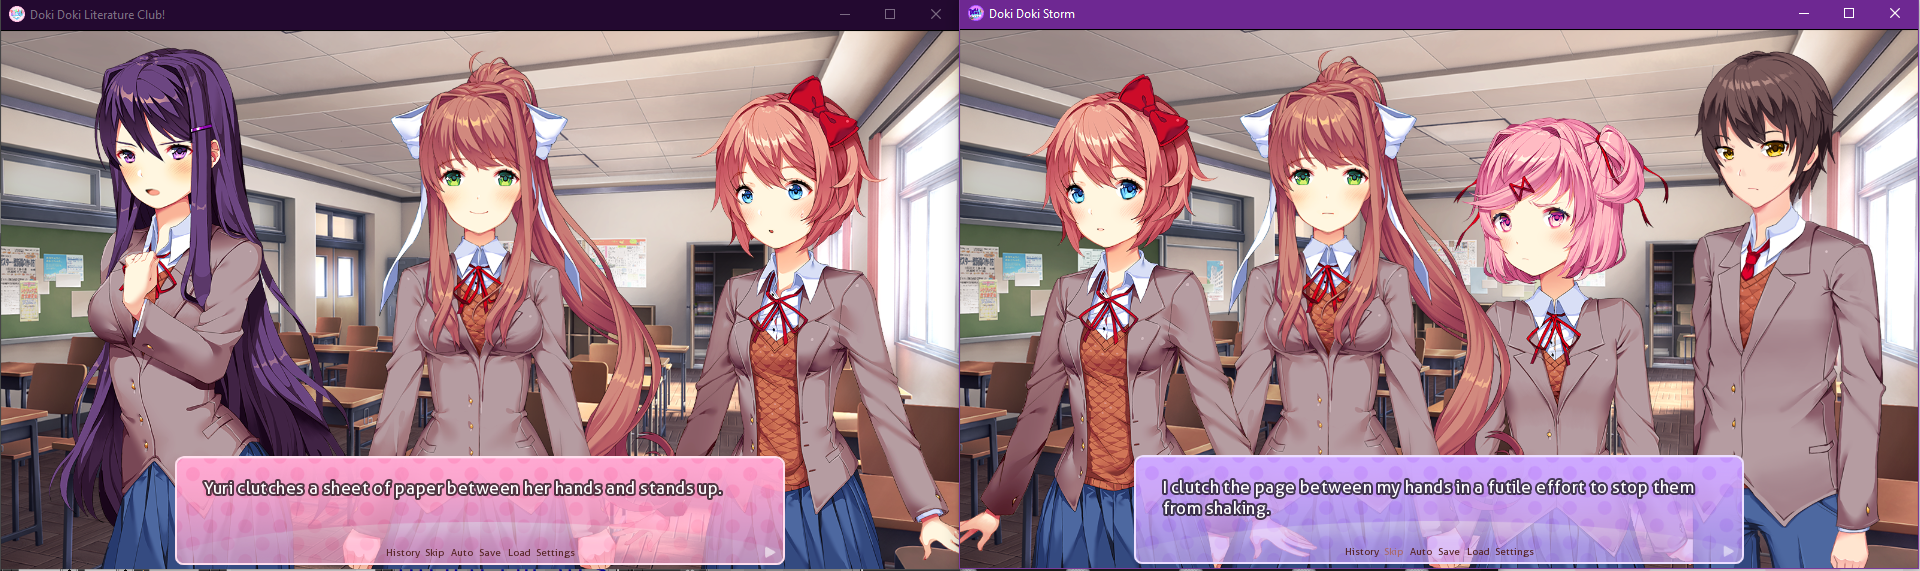 Doki Doki Literature Club!
Yuri clutches a sheet of paper between her hands and stands up.
History Skip Auto Save Load Settings
Doki Doki Storm
I clutch the page between my hands in a futile effort to stop them
from shaking.
History Skip Auto Save Load Settings